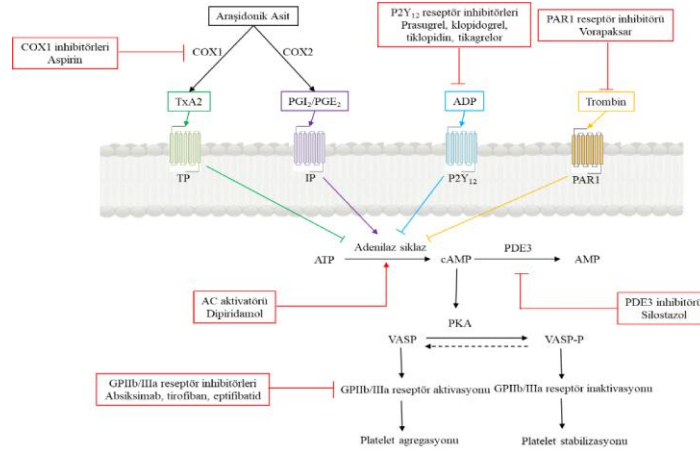 Araşidonik Asit
P2Y12 reseptör inhibitörleri
Prasugrel, klopidogrel,
tiklopidin, tikagrelor
PAR1 reseptör inhibitörü
Vorapaksar
COX1 inhibitörleri
Aspirin
COX1
COX2
TxA2
PGI2/PGE2
ADP
Trombin
TP
IP
P2Y12
PAR1
Adenilaz siklaz
ATP
cAMP
PDE3
AMP
AC aktivatörü
Dipiridamol
PDE3 inhibitörü
Silostazol
PKA
VASP
VASP-P
GPIIb/IIIa reseptör inhibitörleri
Absiksimab, tirofiban, eptifibatid
GPIIb/IIIa reseptör aktivasyonu
GPIIb/IIIa reseptör inaktivasyonu
Platelet agregasyonu
Platelet stabilizasyonu